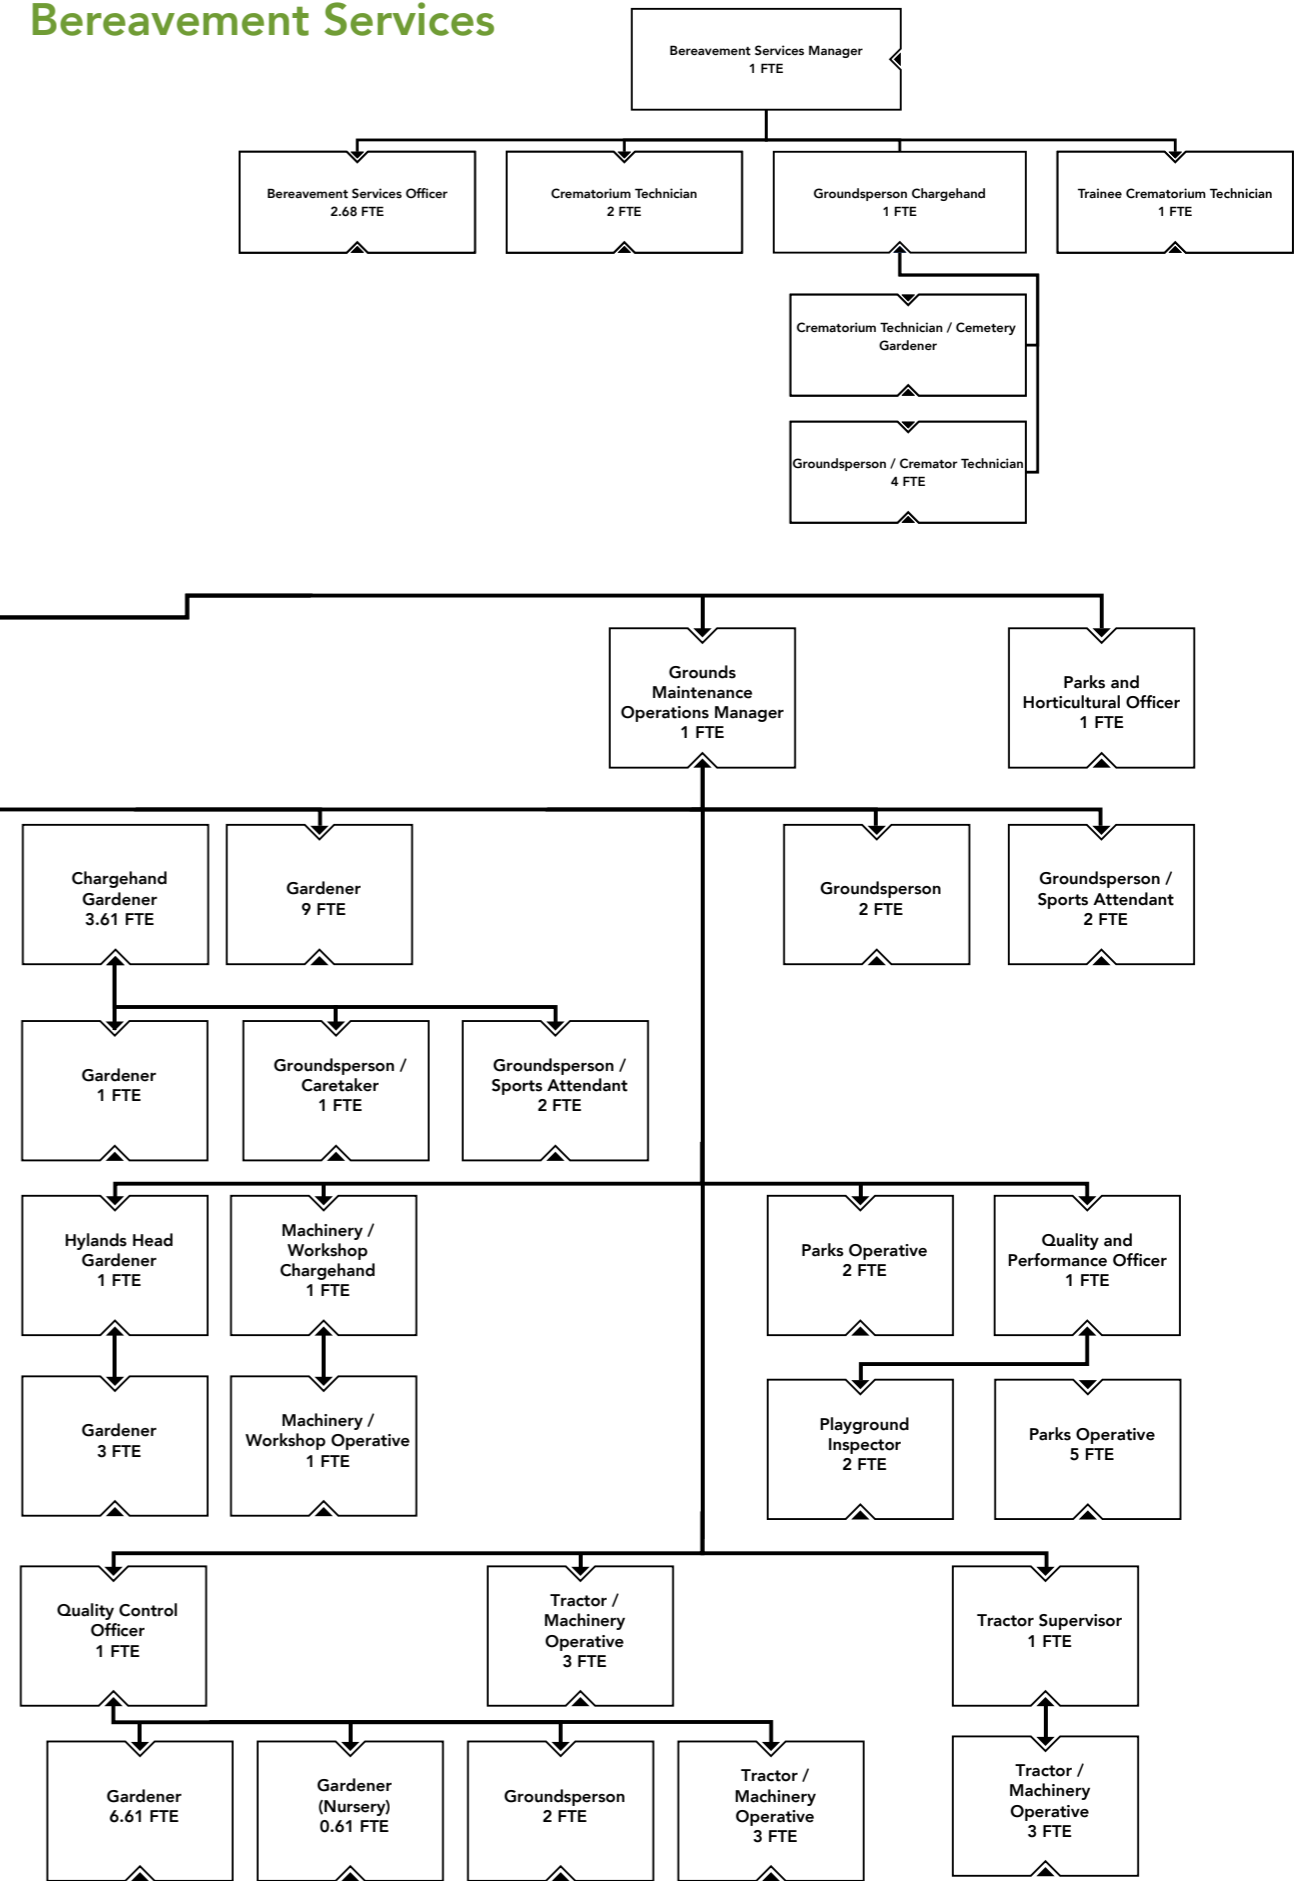 Bereavement Services
Bereavement Services Manager
1 FTE
Bereavement Services Officer
2.68 FTE
Crematorium Technician
2 FTE
Groundsperson Chargehand
1 FTE
Trainee Crematorium Technician
1 FTE
Crematorium Technician / Cemetery
Gardener
Groundsperson / Cremator Technician
4 FTE
Grounds
Maintenance
Operations Manager
1 FTE
Parks and
Horticultural Officer
1 FTE
Chargehand
Gardener
3.61 FTE
Gardener
9 FTE
Groundsperson
2 FTE
Groundsperson /
Sports Attendant
2 FTE
Gardener
1 FTE
Groundsperson /
Caretaker
1 FTE
Groundsperson /
Sports Attendant
2 FTE
Hylands Head
Gardener
1 FTE
Machinery /
Workshop
Chargehand
1 FTE
Parks Operative
2 FTE
Quality and
Performance Officer
1 FTE
Gardener
3 FTE
Machinery /
Workshop Operative
1 FTE
Playground
Inspector
2 FTE
Parks Operative
5 FTE
Quality Control
Officer
1 FTE
Tractor /
Machinery
Operative
3 FTE
Tractor Supervisor
1 FTE
Gardener
6.61 FTE
Gardener
(Nursery)
0.61 FTE
Groundsperson
2 FTE
Tractor /
Machinery
Operative
3 FTE
Tractor /
Machinery
Operative
3 FTE